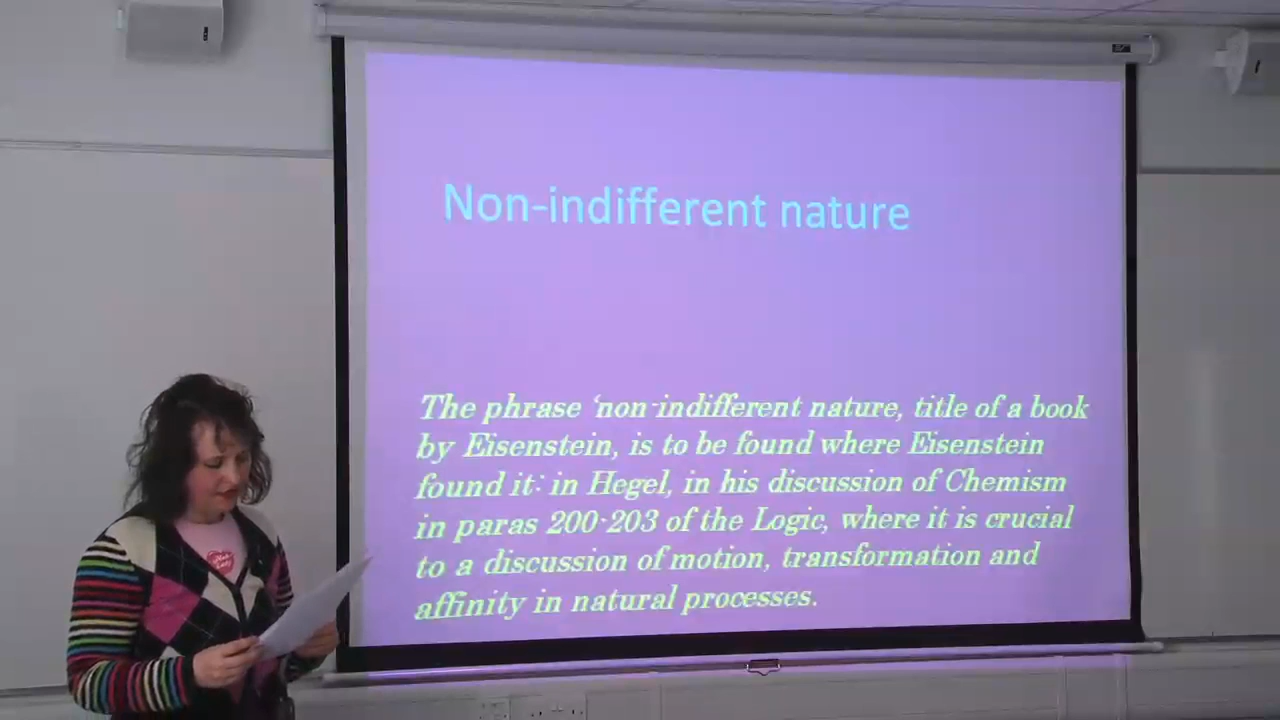 Non-indifferent nature
The phrase ‘non-indifferent nature, title of a book
by Eisenstein, is to be found where Eisenstein
found it: in Hegel, in his discussion of Chemism
in paras 200-203 of the Logic, where it is crucial
to a discussion of motion, transformation and
affinity in natural processes.